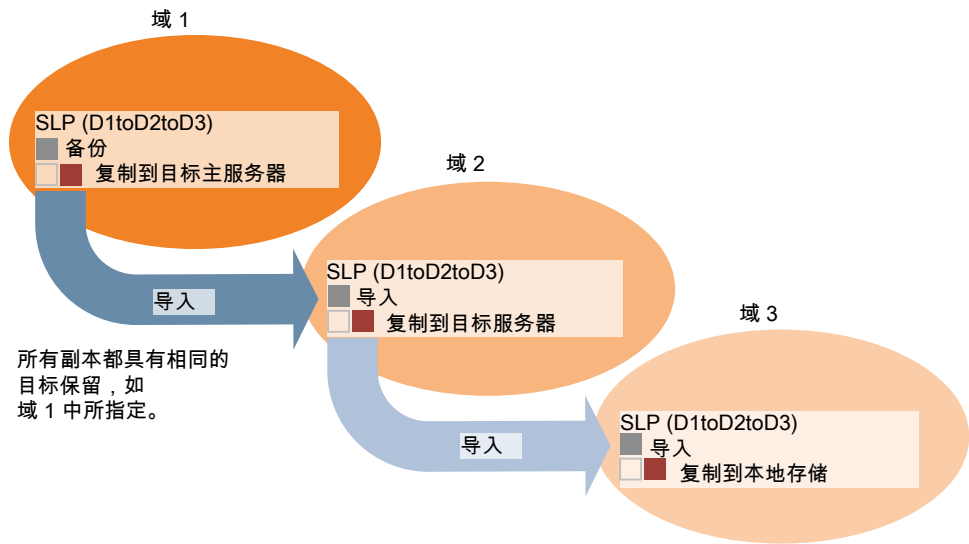 域 1
SLP (D1toD2toD3)
备份
复制到目标主服务器
导入
域 2
SLP (D1toD2toD3)
导入
复制到目标服务器
所有副本都具有相同的
目标保留，如
域 1 中所指定。
导入
域 3
SLP (D1toD2toD3)
导入
复制到本地存储